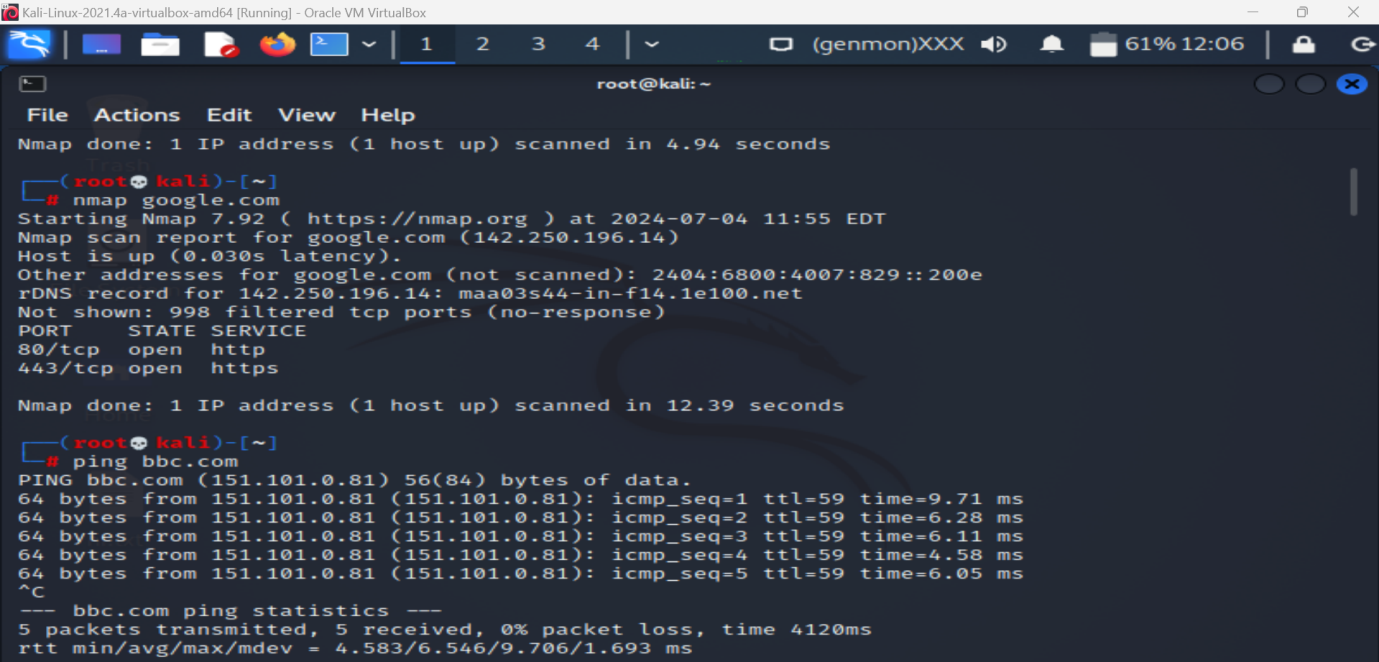 Kali-Linux-2021.4a-virtualbox-amd64 [Running] - Oracle VM VirtualBox
1 2 3 4 (genmon)XXX 61% 12:06
root@kali: ~
File Actions Edit View Help
Nmap done: 1 IP address (1 host up) scanned in 4.94 seconds
Trash
┌──(root💀kali)-[~]
└─# nmap google.com
Starting Nmap 7.92 ( https://nmap.org ) at 2024-07-04 11:55 EDT
Nmap scan report for google.com (142.250.196.14)
Host is up (0.030s latency).
Other addresses for google.com (not scanned): 2404:6800:4007:829::200e
rDNS record for 142.250.196.14: maa03s44-in-f14.1e100.net
Not shown: 998 filtered tcp ports (no-response)
PORT    STATE SERVICE
80/tcp  open  http
443/tcp open  https
Nmap done: 1 IP address (1 host up) scanned in 12.39 seconds
┌──(root💀kali)-[~]
└─# ping bbc.com
PING bbc.com (151.101.0.81) 56(84) bytes of data.
64 bytes from 151.101.0.81 (151.101.0.81): icmp_seq=1 ttl=59 time=9.71 ms
64 bytes from 151.101.0.81 (151.101.0.81): icmp_seq=2 ttl=59 time=6.28 ms
64 bytes from 151.101.0.81 (151.101.0.81): icmp_seq=3 ttl=59 time=6.11 ms
64 bytes from 151.101.0.81 (151.101.0.81): icmp_seq=4 ttl=59 time=4.58 ms
64 bytes from 151.101.0.81 (151.101.0.81): icmp_seq=5 ttl=59 time=6.05 ms
^C
--- bbc.com ping statistics ---
5 packets transmitted, 5 received, 0% packet loss, time 4120ms
rtt min/avg/max/mdev = 4.583/6.546/9.706/1.693 ms